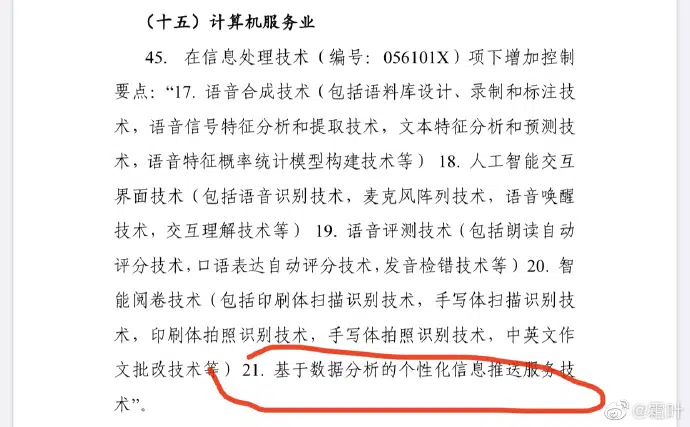 （十五）计算机服务业
45. 在信息处理技术（编号：056101X）项下增加控制
要点：“17. 语音合成技术（包括语料库设计、录制和标注技
术，语音信号特征分析和提取技术，文本特征分析和预测技
术，语音特征概率统计模型构建技术等）18. 人工智能交互
界面技术（包括语音识别技术，麦克风阵列技术，语音唤醒
技术，交互理解技术等）19. 语音评测技术（包括朗读自动
评分技术，口语表达自动评分技术，发音检错技术等）20. 智
能阅卷技术（包括印刷体扫描识别技术，手写体扫描识别技
术，印刷体拍照识别技术，手写体拍照识别技术，中英文作
文批改技术等）21. 基于数据分析的个性化信息推送服务技
术”。
@霜叶